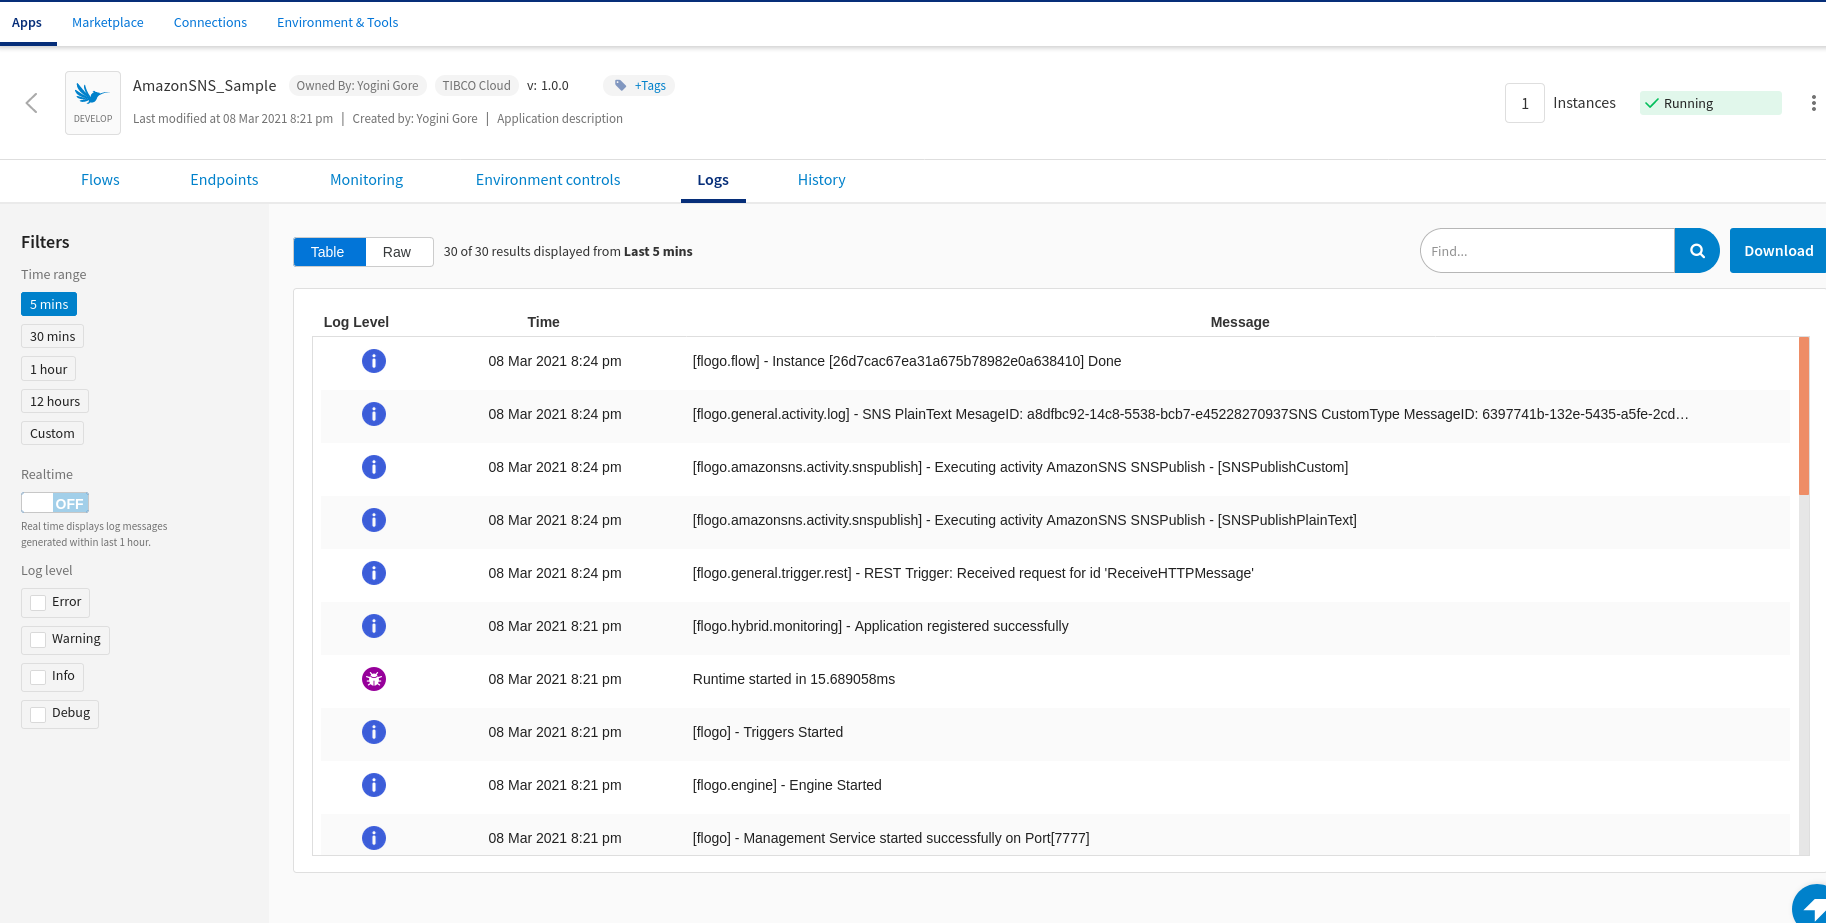 Apps Marketplace Connections Environment & Tools
AmazonSNS_Sample Owned By: Yogini Gore TIBCO Cloud v: 1.0.0 +Tags
DEVELOP
Last modified at 08 Mar 2021 8:21 pm | Created by: Yogini Gore | Application description
1 Instances Running
Flows Endpoints Monitoring Environment controls Logs History
Filters
Time range
5 mins
30 mins
1 hour
12 hours
Custom
Realtime
OFF
Real time displays log messages
generated within last 1 hour.
Log level
Error
Warning
Info
Debug
Table Raw 30 of 30 results displayed from Last 5 mins
Find... Download
Log Level Time Message
08 Mar 2021 8:24 pm [flogo.flow] - Instance [26d7cac67ea31a675b78982e0a638410] Done
08 Mar 2021 8:24 pm [flogo.general.activity.log] - SNS PlainText MesageID: a8dfbc92-14c8-5538-bcb7-e45228270937SNS CustomType MessageID: 6397741b-132e-5435-a5fe-2cd...
08 Mar 2021 8:24 pm [flogo.amazonsns.activity.snspublish] - Executing activity AmazonSNS SNSPublish - [SNSPublishCustom]
08 Mar 2021 8:24 pm [flogo.amazonsns.activity.snspublish] - Executing activity AmazonSNS SNSPublish - [SNSPublishPlainText]
08 Mar 2021 8:24 pm [flogo.general.trigger.rest] - REST Trigger: Received request for id 'ReceiveHTTPMessage'
08 Mar 2021 8:21 pm [flogo.hybrid.monitoring] - Application registered successfully
08 Mar 2021 8:21 pm Runtime started in 15.689058ms
08 Mar 2021 8:21 pm [flogo] - Triggers Started
08 Mar 2021 8:21 pm [flogo.engine] - Engine Started
08 Mar 2021 8:21 pm [flogo] - Management Service started successfully on Port[7777]